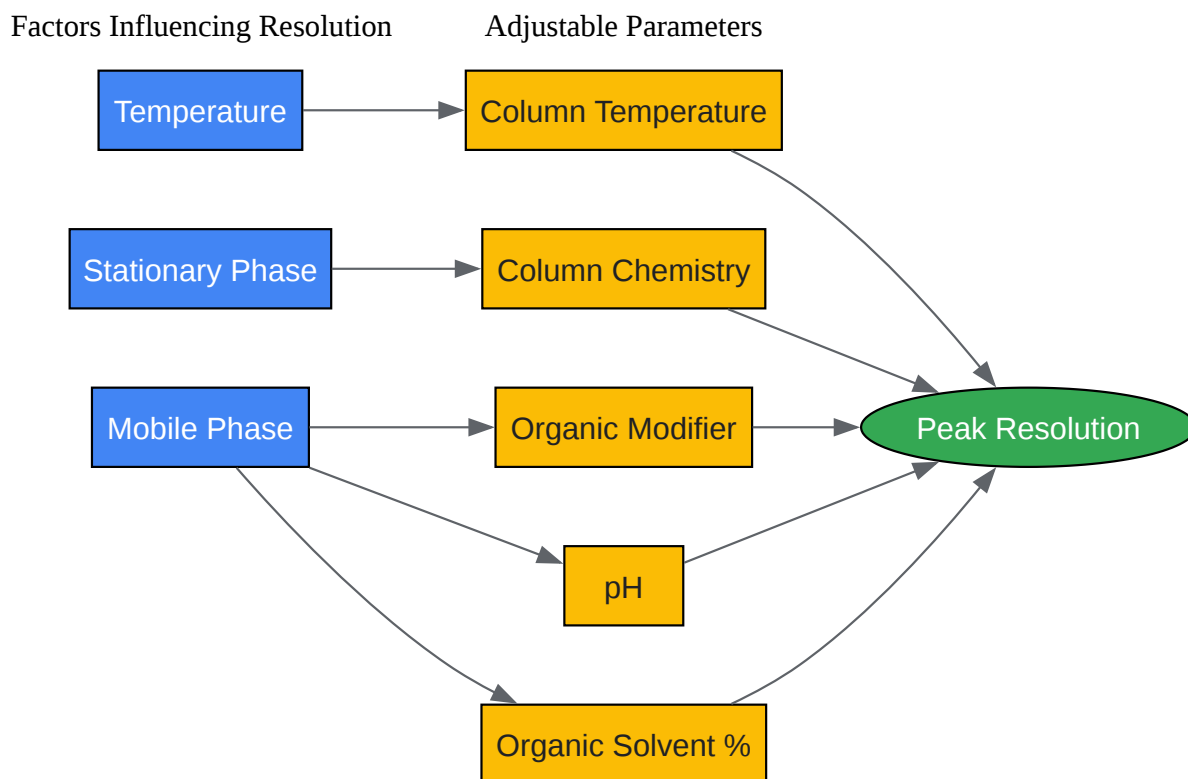 Factors Influencing Resolution
Adjustable Parameters
Temperature
Column Temperature
Stationary Phase
Column Chemistry
Mobile Phase
Organic Modifier
Peak Resolution
pH
Organic Solvent %